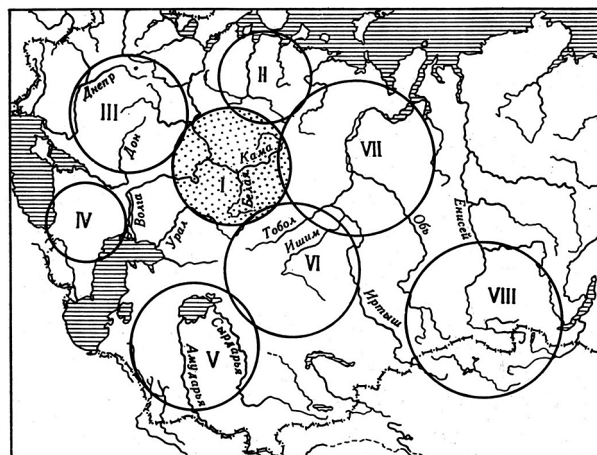 II
Днепр
III
Дон
Кама
I
Белая
VII
IV
Волга
Урал
Тобол
Ишим
VI
Обь
Енисей
Иртыш
VIII
V
Сырдарья
Амударья